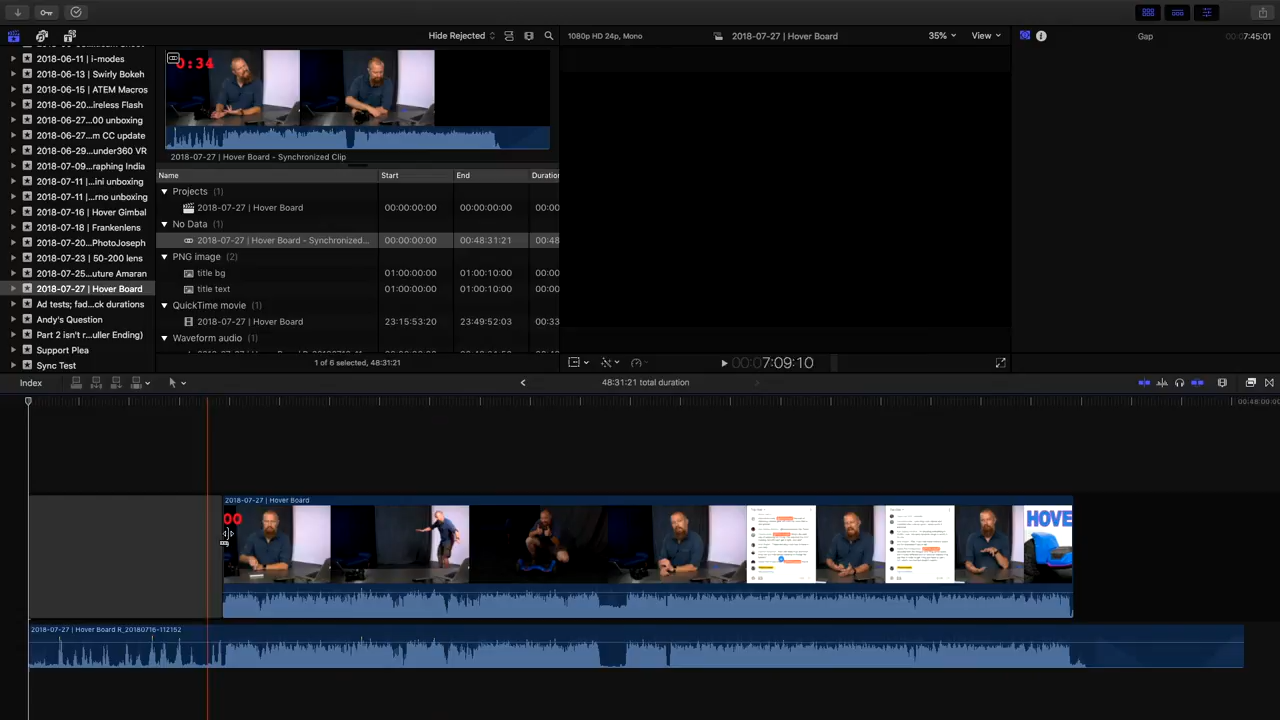 Hide Rejected
1080p HD 24p, Mono
2018-07-27 | Hover Board
35%
View
Gap
7:45:01
2018-06-11 | i-modes
2018-06-13 | Swirly Bokeh
2018-06-15 | ATEM Macros
2018-06-20...ireless Flash
2018-06-27...00 unboxing
2018-06-27...m CC update
2018-06-29...under360 VR
2018-07-09...raphing India
2018-07-11 |...ini unboxing
2018-07-11 |...rno unboxing
2018-07-16 | Hover Gimbal
2018-07-18 | Frankenlens
2018-07-20...PhotoJoseph
2018-07-23 | 50-200 lens
2018-07-25...uture Amaran
2018-07-27 | Hover Board
Ad tests; fad...ck durations
Andy's Question
Part 2 isn't r...uller Ending)
Support Plea
Sync Test
0:34
2018-07-27 | Hover Board - Synchronized Clip
Name Start End Duration
Projects (1)
2018-07-27 | Hover Board 00:00:00:00 00:00:00:00 00:00
No Data (1)
2018-07-27 | Hover Board - Synchronized... 00:00:00:00 00:48:31:21 00:48
PNG image (2)
title bg 01:00:00:00 01:00:10:00 00:00
title text 01:00:00:00 01:00:10:00 00:00
QuickTime movie (1)
2018-07-27 | Hover Board 23:15:53:20 23:49:52:03 00:33
Waveform audio (1)
1 of 6 selected, 48:31:21
00:00:7:09:10
Index
48:31:21 total duration
00:48:00:00
2018-07-27 | Hover Board
00
HOVE
2018-07-27 | Hover Board R_20180716-112152